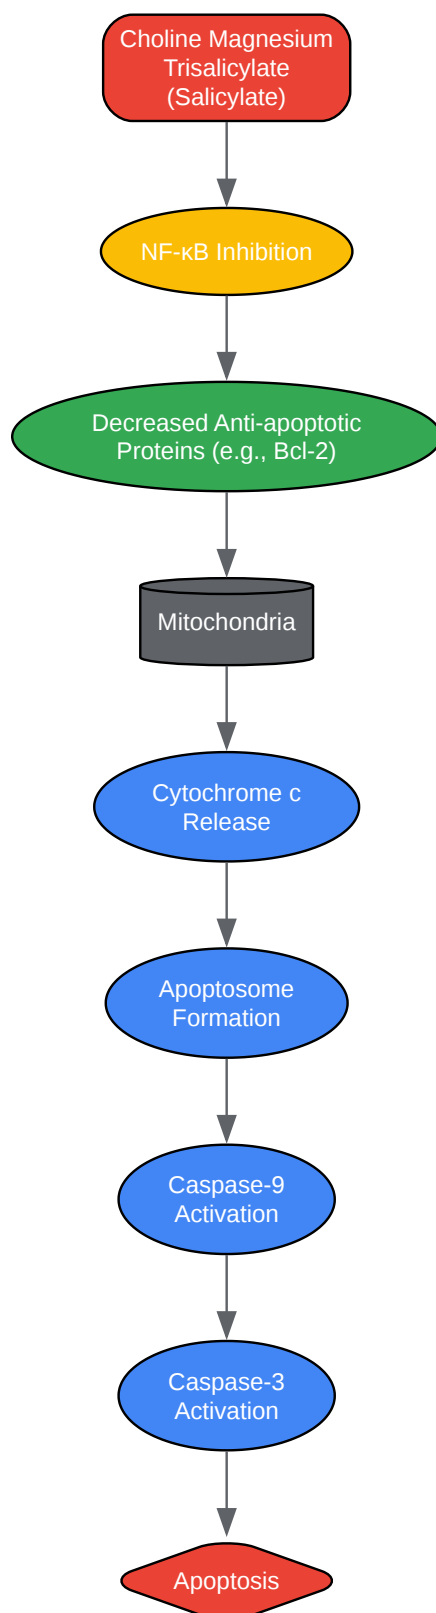 Choline Magnesium
Trisalicylate
(Salicylate)
NF-κB Inhibition
Decreased Anti-apoptotic
Proteins (e.g., Bcl-2)
Mitochondria
Cytochrome c
Release
Apoptosome
Formation
Caspase-9
Activation
Caspase-3
Activation
Apoptosis